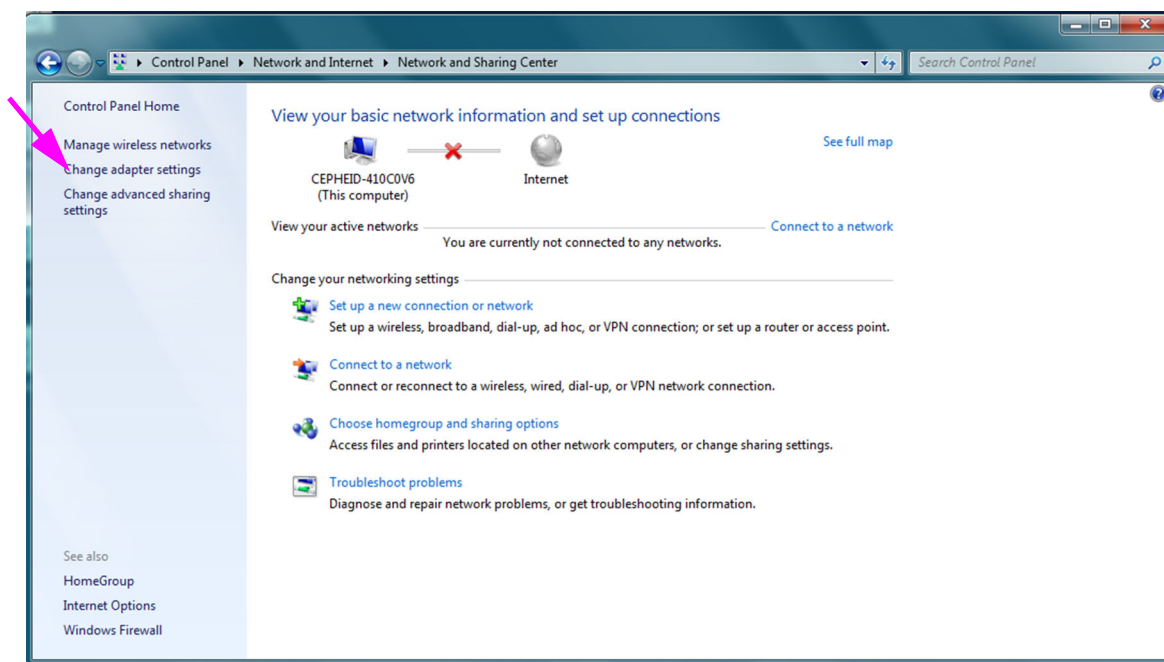 Control Panel Network and Internet Network and Sharing Center
Search Control Panel
Control Panel Home
Manage wireless networks
Change adapter settings
Change advanced sharing
settings
See also
HomeGroup
Internet Options
Windows Firewall
View your basic network information and set up connections
See full map
CEPHEID-410C0V6
(This computer)
Internet
View your active networks
Connect to a network
You are currently not connected to any networks.
Change your networking settings
Set up a new connection or network
Set up a wireless, broadband, dial-up, ad hoc, or VPN connection; or set up a router or access point.
Connect to a network
Connect or reconnect to a wireless, wired, dial-up, or VPN network connection.
Choose homegroup and sharing options
Access files and printers located on other network computers, or change sharing settings.
Troubleshoot problems
Diagnose and repair network problems, or get troubleshooting information.